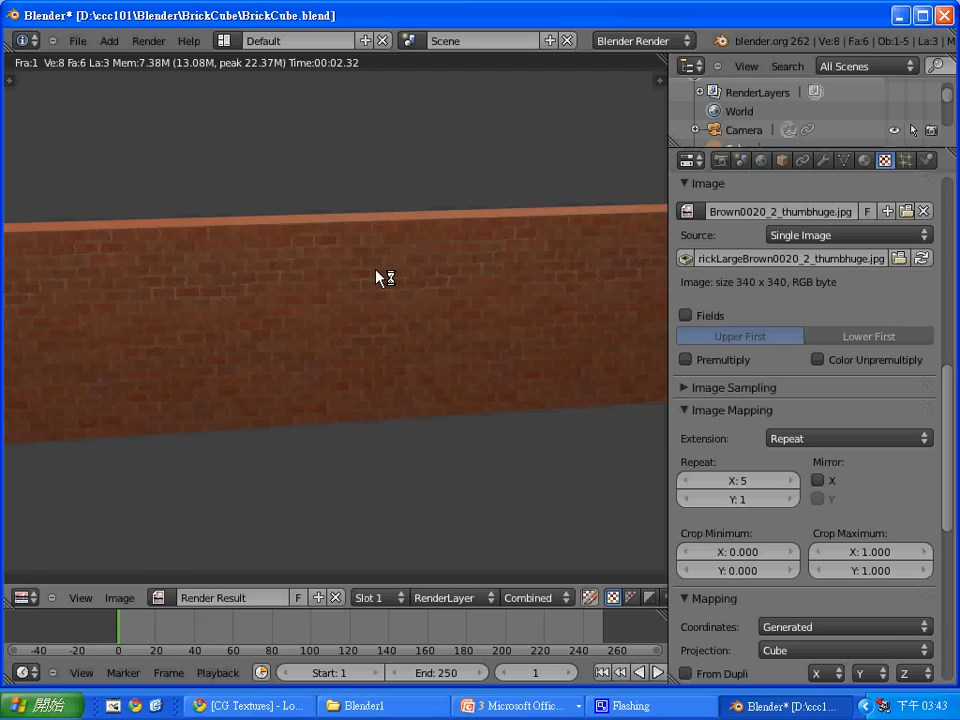 Blender* [D:\ccc101\Blender\BrickCube\BrickCube.blend]
File Add Render Help Default Scene Blender Render blender.org 262 | Ve:8 | Fa:6 | Ob:1-5 | La:3 | M
Fra:1 Ve:8 Fa:6 La:3 Mem:7.38M (13.08M, peak 22.37M) Time:00:02.32
View Search All Scenes
RenderLayers
World
Camera
Image
Brown0020_2_thumbhuge.jpg F
Source: Single Image
rickLargeBrown0020_2_thumbhuge.jpg
Image: size 340 x 340, RGB byte
Fields
Upper First Lower First
Premultiply Color Unpremultiply
Image Sampling
Image Mapping
Extension: Repeat
Repeat: Mirror:
X: 5 X
Y: 1 Y
Crop Minimum: Crop Maximum:
X: 0.000 X: 1.000
Y: 0.000 Y: 1.000
Mapping
Coordinates: Generated
Projection: Cube
From Dupli X Y Z
View Image Render Result F Slot 1 RenderLayer Combined
-40 -20 0 20 40 60 80 100 120 140 160 180 200 220 240 260
View Marker Frame Playback Start: 1 End: 250 1
開始 [CG Textures] - Lo... Blender1 3 Microsoft Offic... Flashing Blender* [D:\ccc1... 下午 03:43